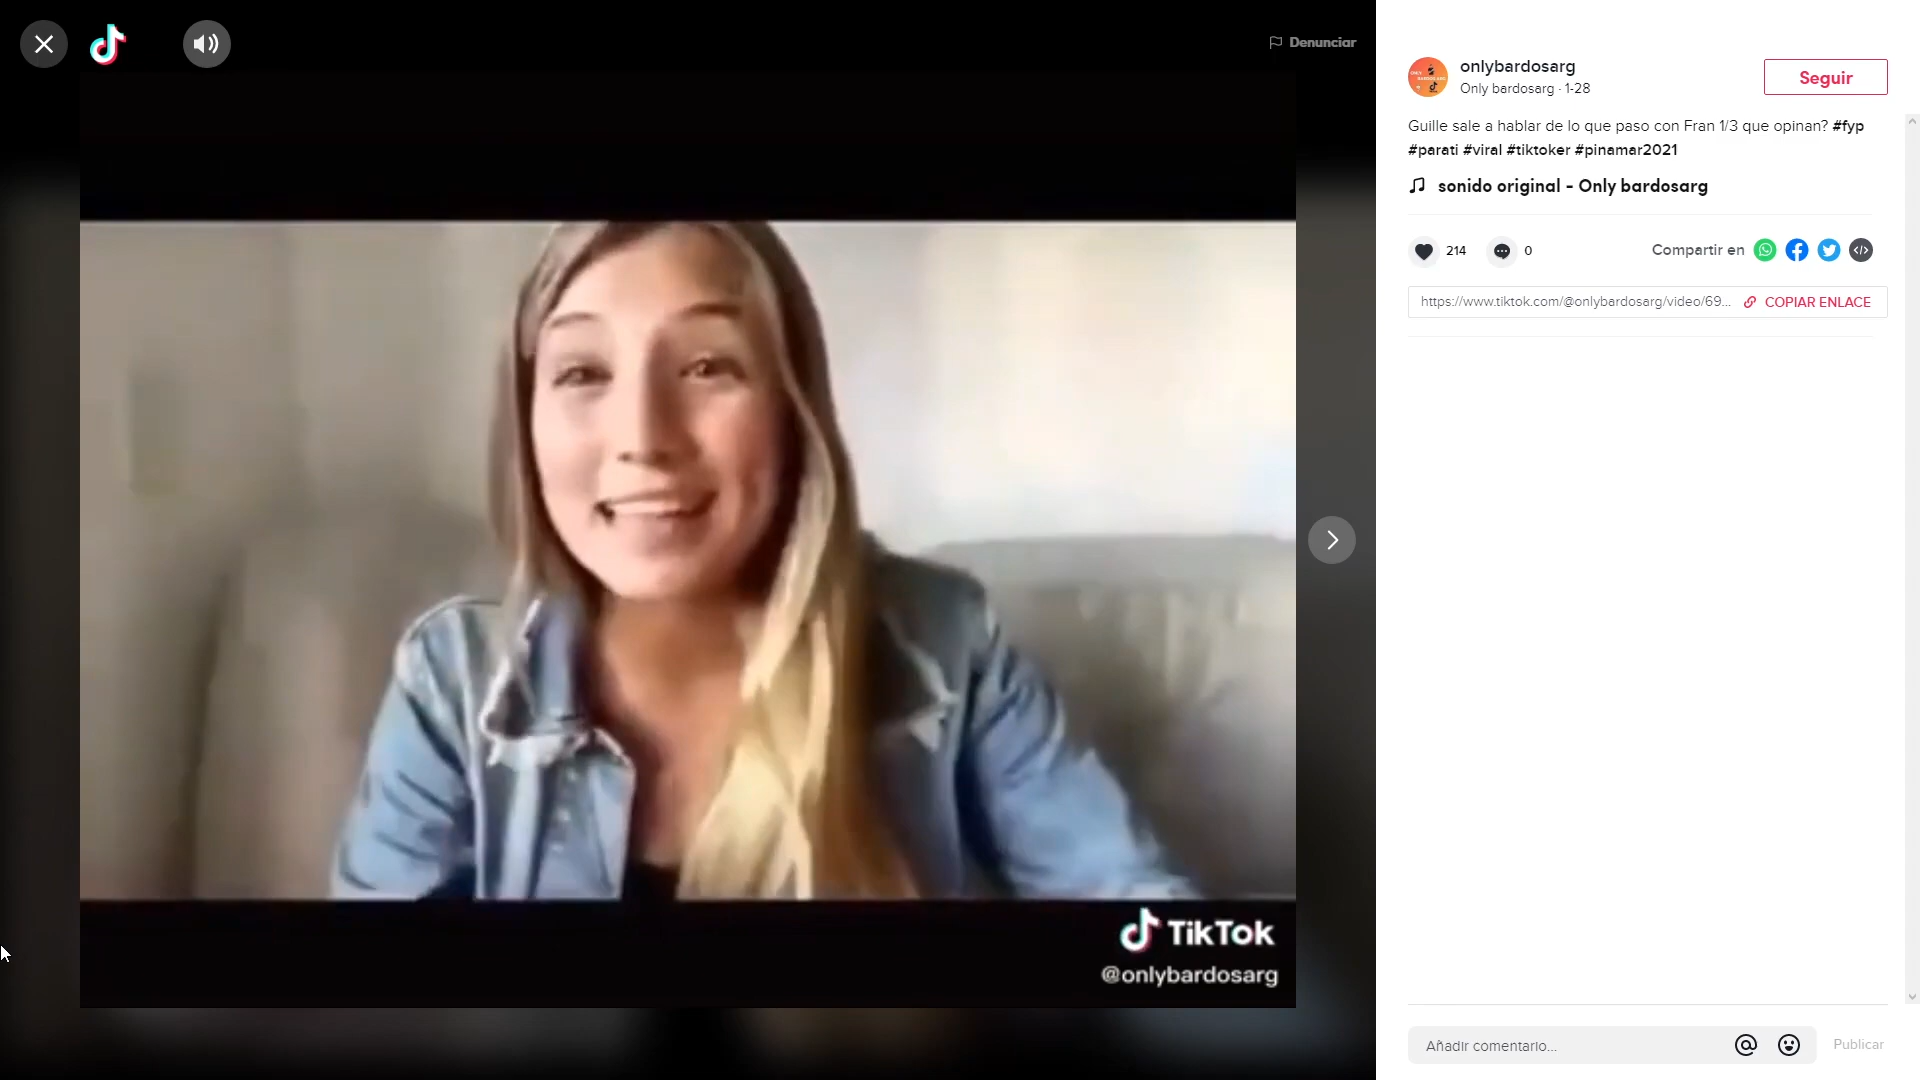 Denunciar
onlybardosarg
Only bardosarg · 1-28
Seguir
Guille sale a hablar de lo que paso con Fran 1/3 que opinan? #fyp
#parati #viral #tiktoker #pinamar2021
sonido original - Only bardosarg
214
0
Compartir en
https://www.tiktok.com/@onlybardosarg/video/69...
COPIAR ENLACE
TikTok
@onlybardosarg
Añadir comentario...
Publicar